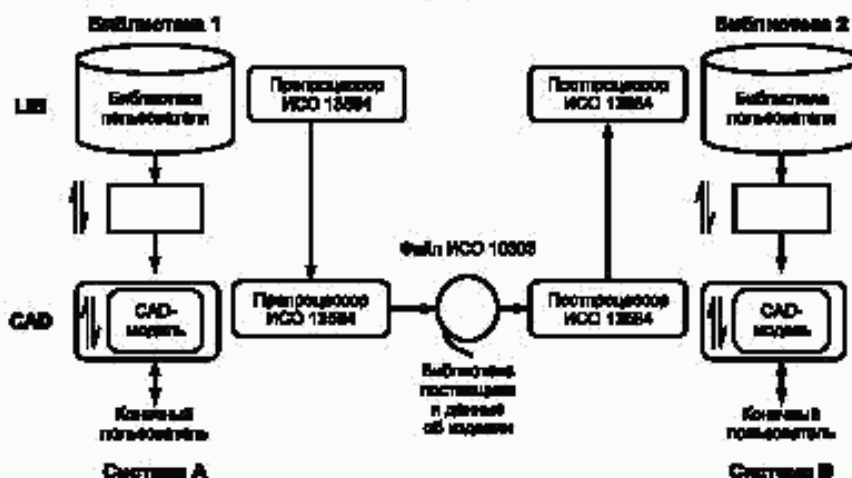 Библиотека 1
Библиотека 2
Библиотека
пользователя
Препроцессор
ИСО 13584
Постпроцессор
ИСО 13584
Библиотека
пользователя
LMS
Файл ИСО 10303
CAD
CAD-
модель
Препроцессор
ИСО 13584
Постпроцессор
ИСО 13584
CAD-
модель
Библиотека
поставщика
и данные
об изделии
Конечный
пользователь
Конечный
пользователь
Система A
Система B